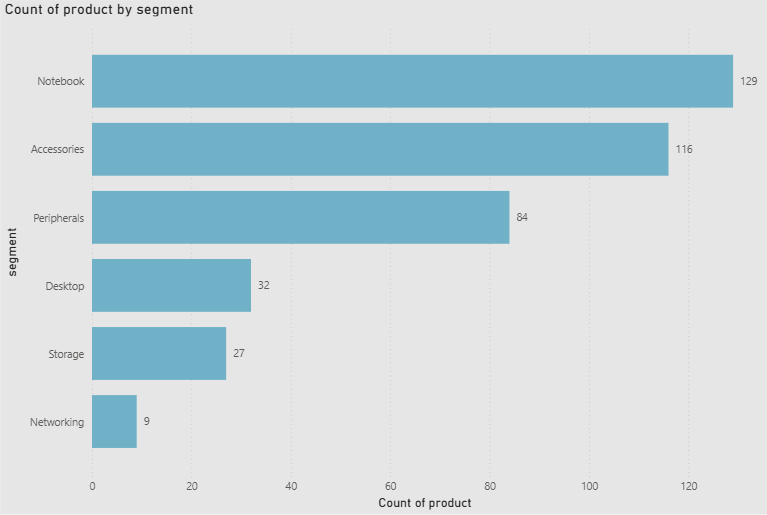 Count of product by segment
segment
Notebook 129
Accessories 116
Peripherals 84
Desktop 32
Storage 27
Networking 9
0 20 40 60 80 100 120
Count of product